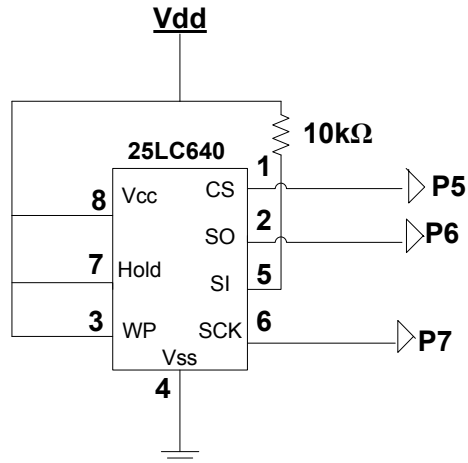 Vdd
10kΩ
25LC640
1
8
Vcc
CS
P5
2
SO
P6
7
Hold
SI
5
3
WP
SCK
6
P7
Vss
4